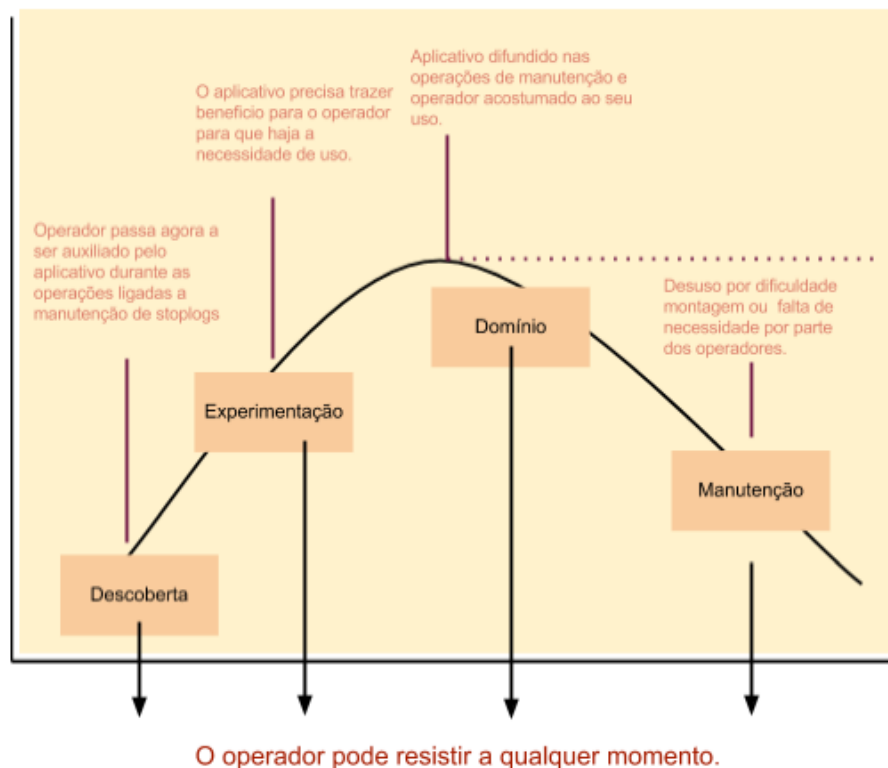 Aplicativo difundido nas
operações de manutenção e
operador acostumado ao seu
uso.
O aplicativo precisa trazer
beneficio para o operador
para que haja a
necessidade de uso.
Operador passa agora a
ser auxiliado pelo
aplicativo durante as
operações ligadas a
manutenção de stoplogs
Desuso por dificuldade
montagem ou falta de
necessidade por parte
dos operadores.
Domínio
Experimentação
Manutenção
Descoberta
O operador pode resistir a qualquer momento.